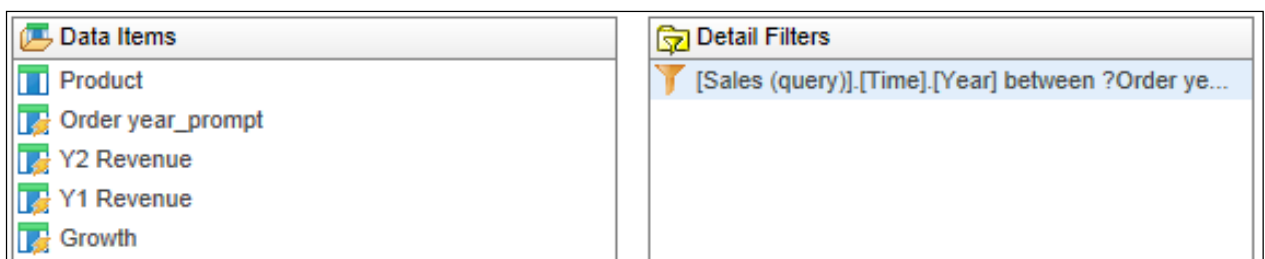 Data Items
Product
Order year_prompt
Y2 Revenue
Y1 Revenue
Growth
Detail Filters
[Sales (query)].[Time].[Year] between ?Order ye...